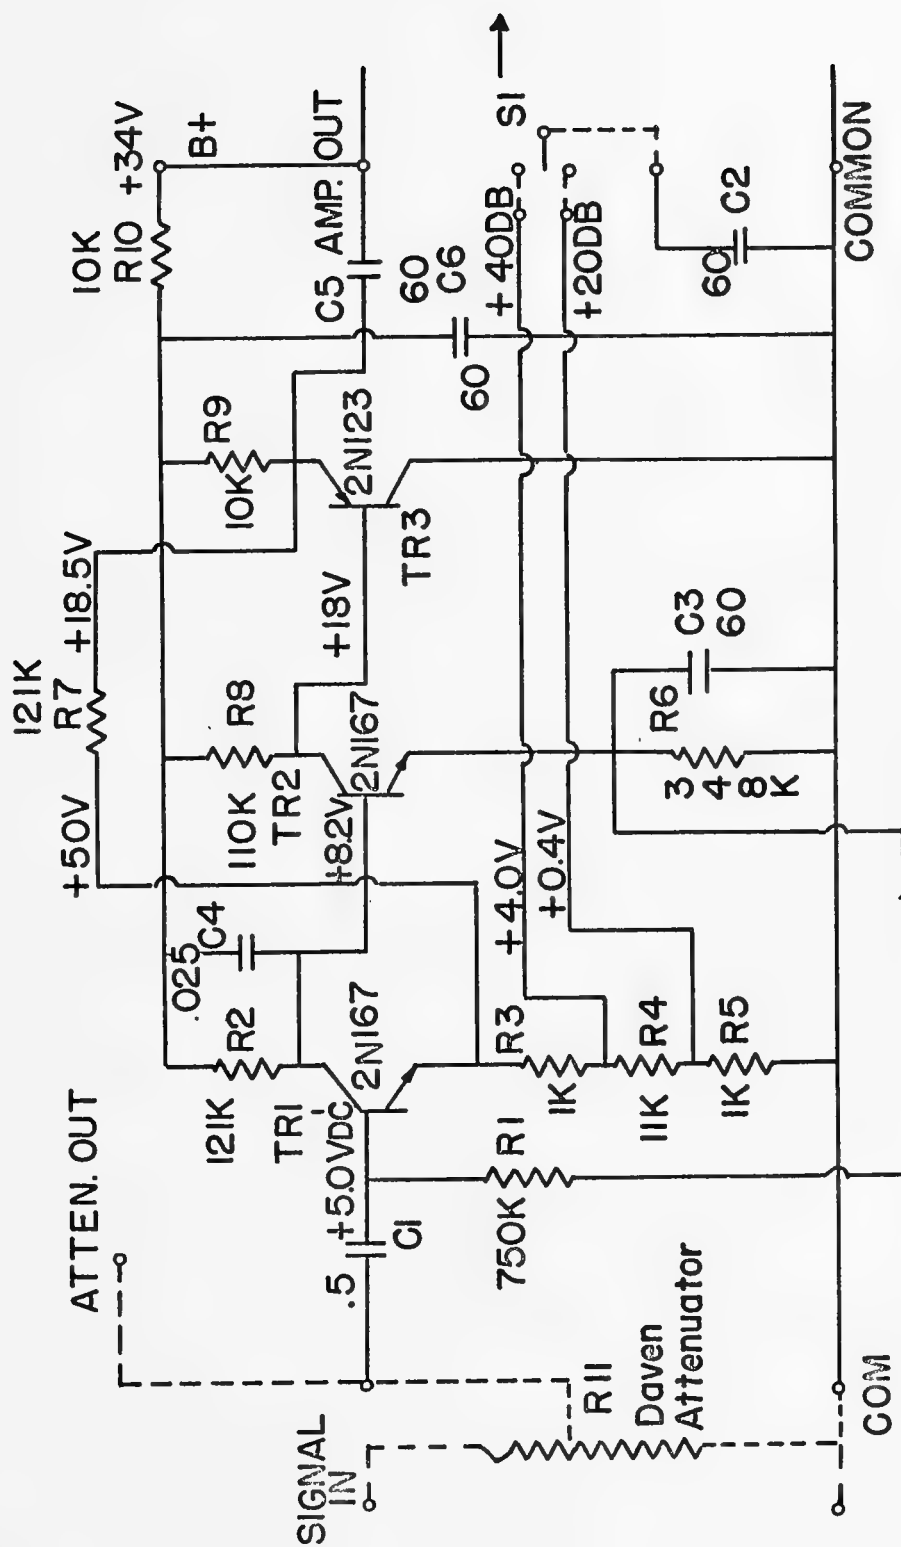 ATTEN. OUT
SIGNAL
IN
R11
Daven
Attenuator
COM
.5
C1
+5.0VDC
750K
R1
121K
R2
TR1
2N167
.025
C4
R3
1K
R4
11K
R5
1K
+50V
121K
R7
+18.5V
+8.2V
110K
R8
TR2
2N167
+4.0V
+0.4V
R6
3
4
8
K
C3
60
+18V
R9
10K
2N123
TR3
10K
R10
+34V
B+
C5
AMP. OUT
60
C6
60
+40DB
+20DB
S1
60
C2
COMMON